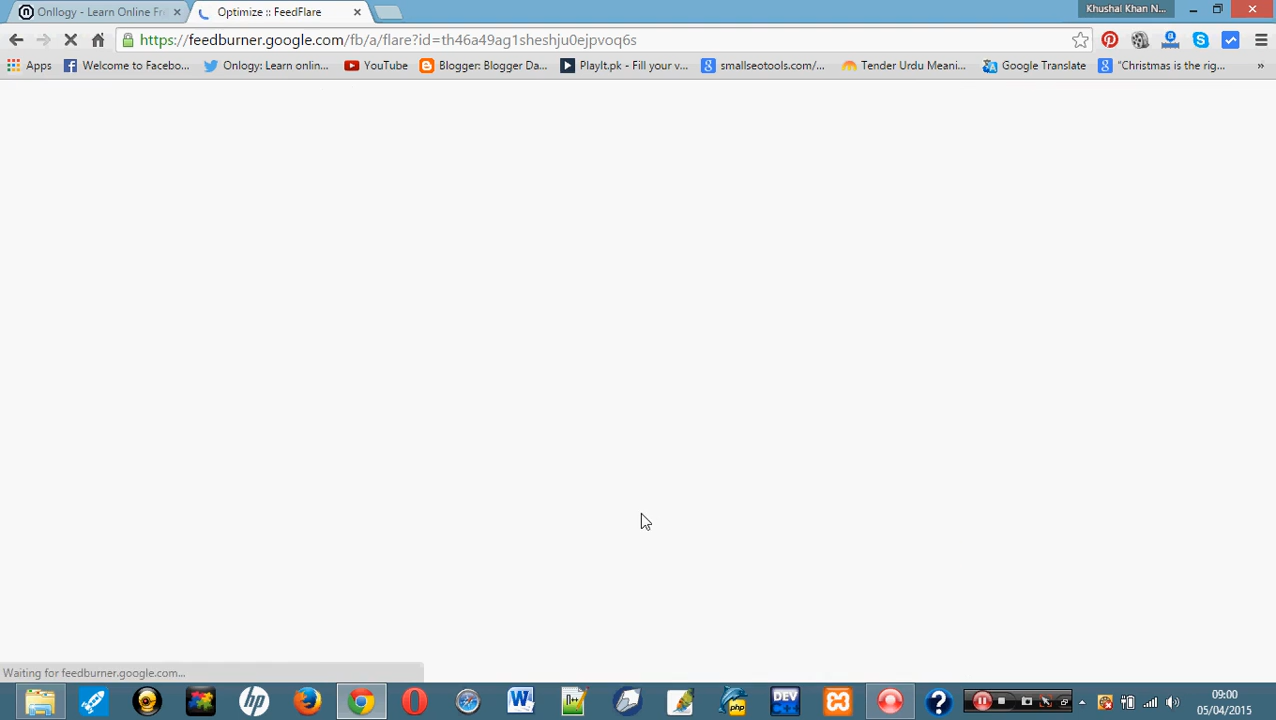 Onllogy - Learn Online Fr
Optimize :: FeedFlare
Khushal Khan N...
https://feedburner.google.com/fb/a/flare?id=th46a49ag1sheshju0ejpvoq6s
Apps
Welcome to Facebo...
Onlogy: Learn onlin...
YouTube
Blogger: Blogger Da...
PlayIt.pk - Fill your v...
smallseotools.com/...
Tender Urdu Meani...
Google Translate
"Christmas is the rig...
»
Waiting for feedburner.google.com...
09:00
05/04/2015